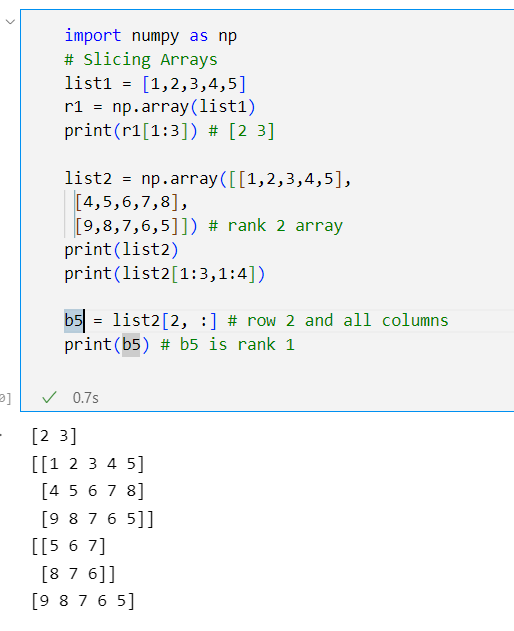 import numpy as np
# Slicing Arrays
list1 = [1,2,3,4,5]
r1 = np.array(list1)
print(r1[1:3]) # [2 3]
list2 = np.array([[1,2,3,4,5],
[4,5,6,7,8],
[9,8,7,6,5]]) # rank 2 array
print(list2)
print(list2[1:3,1:4])
b5 = list2[2, :] # row 2 and all columns
print(b5) # b5 is rank 1
0] ✓ 0.7s
[2 3]
[[1 2 3 4 5]
[4 5 6 7 8]
[9 8 7 6 5]]
[[5 6 7]
[8 7 6]]
[9 8 7 6 5]